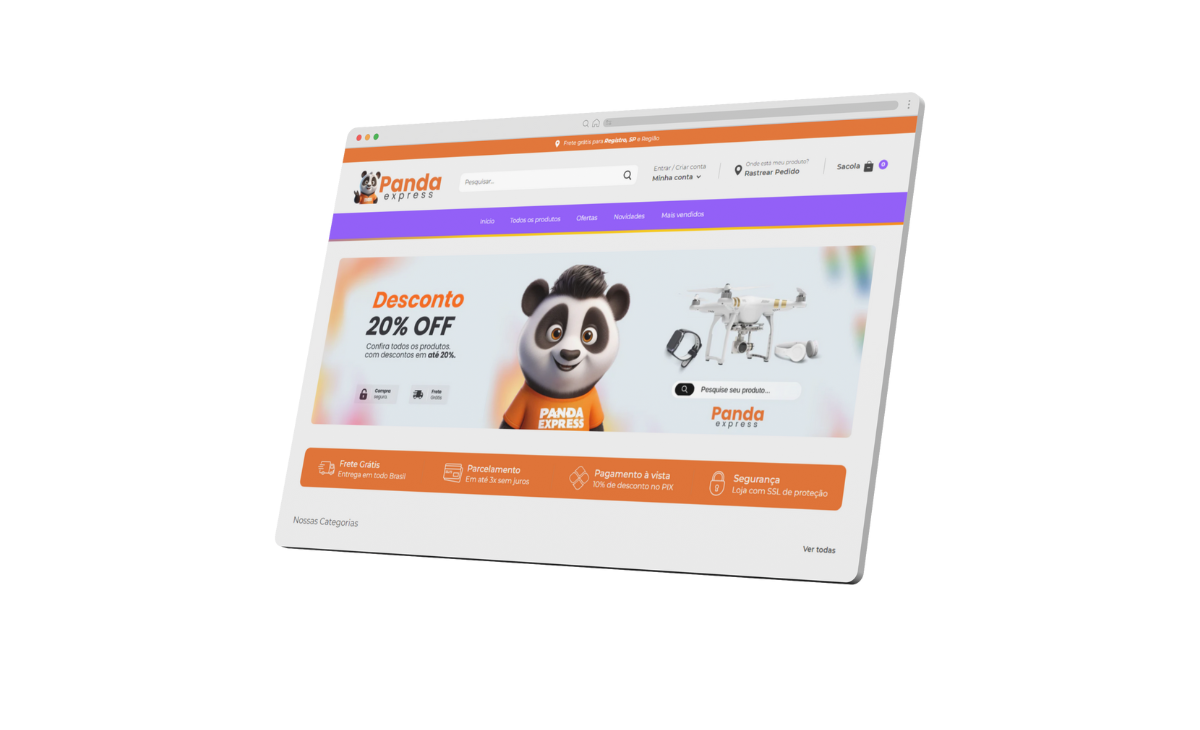 Frete grátis para Registro, SP e Região
Panda
express
Pesquisar...
Entrar / Criar conta
Minha conta
Onde está meu produto?
Rastrear Pedido
Sacola
0
Início
Todos os produtos
Ofertas
Novidades
Mais vendidos
Desconto
20% OFF
Confira todos os produtos.
com descontos em até 20%.
Compra
segura
Frete
Grátis
PANDA
EXPRESS
Pesquise seu produto...
Panda
express
Frete Grátis
Entrega em todo Brasil
Parcelamento
Em até 3x sem juros
Pagamento à vista
10% de desconto no PIX
Segurança
Loja com SSL de proteção
Nossas Categorias
Ver todas